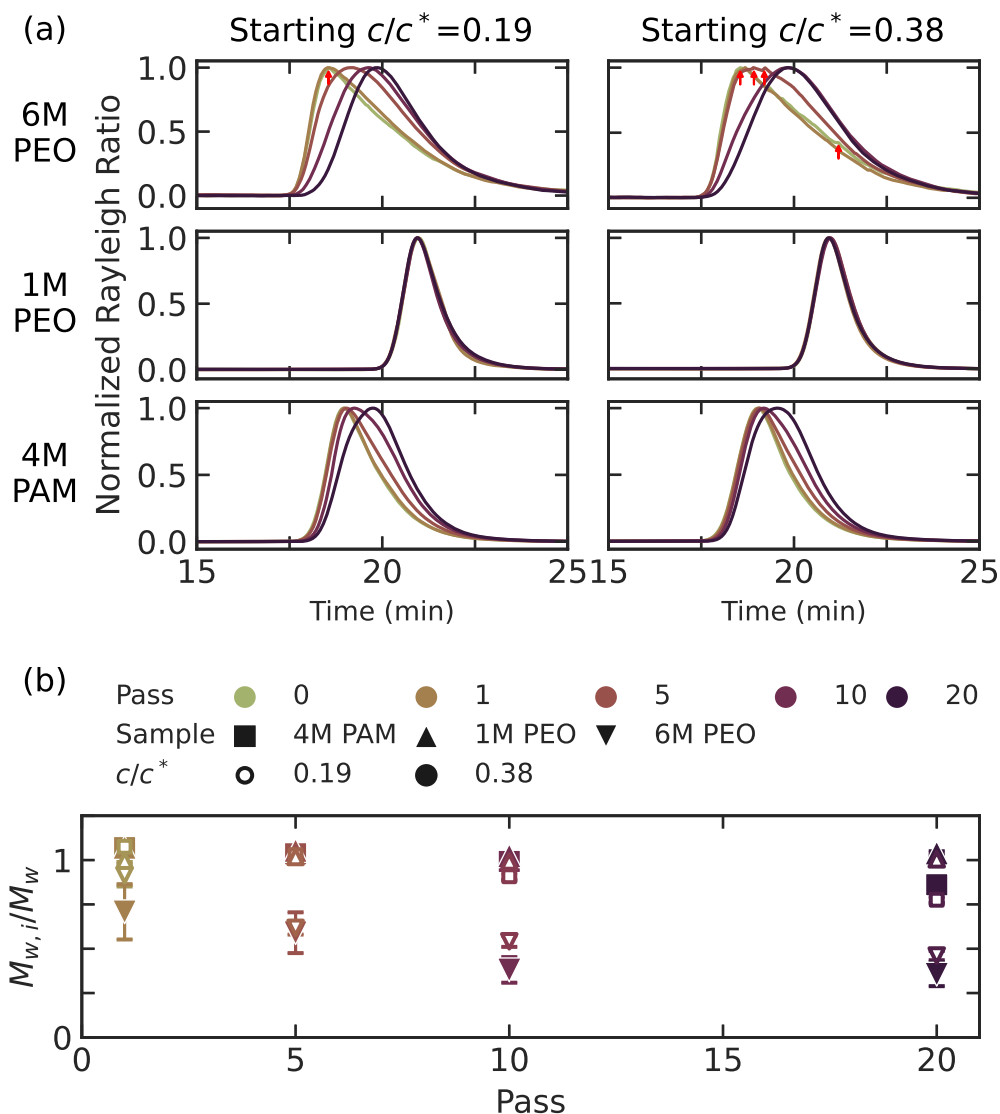 (a)
Starting c/c*=0.19
Starting c/c*=0.38
Normalized Rayleigh Ratio
6M
PEO
1.0
0.5
0.0
1M
PEO
1.0
0.5
0.0
4M
PAM
1.0
0.5
0.0
15 20 25 15 20 25
Time (min) Time (min)
(b)
Pass 0 1 5 10 20
Sample 4M PAM 1M PEO 6M PEO
c/c* 0.19 0.38
M_{w,i}/M_w
1
0
0 5 10 15 20
Pass